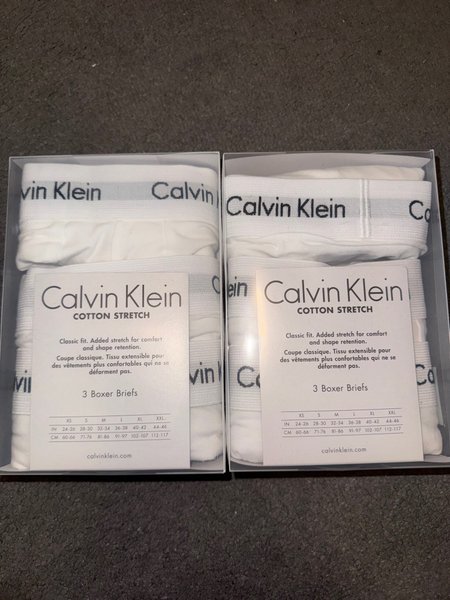 vin Klein
Calvin
Calvin Klein
Ca
Calvin Klein
COTTON STRETCH
Classic fit. Added stretch for comfort
and shape retention.
Coupe classique. Tissu extensible pour
des vêtements plus confortables qui ne se
déforment pas.
3 Boxer Briefs
XS S M L XL XXL
IN 24-26 28-30 32-34 36-38 40-42 44-46
CM 60-66 71-76 81-86 91-97 102-107 112-117
calvinklein.com
vin
vin K
ein
Calvin Klein
COTTON STRETCH
Classic fit. Added stretch for comfort
and shape retention.
Coupe classique. Tissu extensible pour
des vêtements plus confortables qui ne se
déforment pas.
3 Boxer Briefs
XS S M L XL XXL
IN 24-26 28-30 32-34 36-38 40-42 44-46
CM 60-66 71-76 81-86 91-97 102-107 112-117
calvinklein.com
Ca